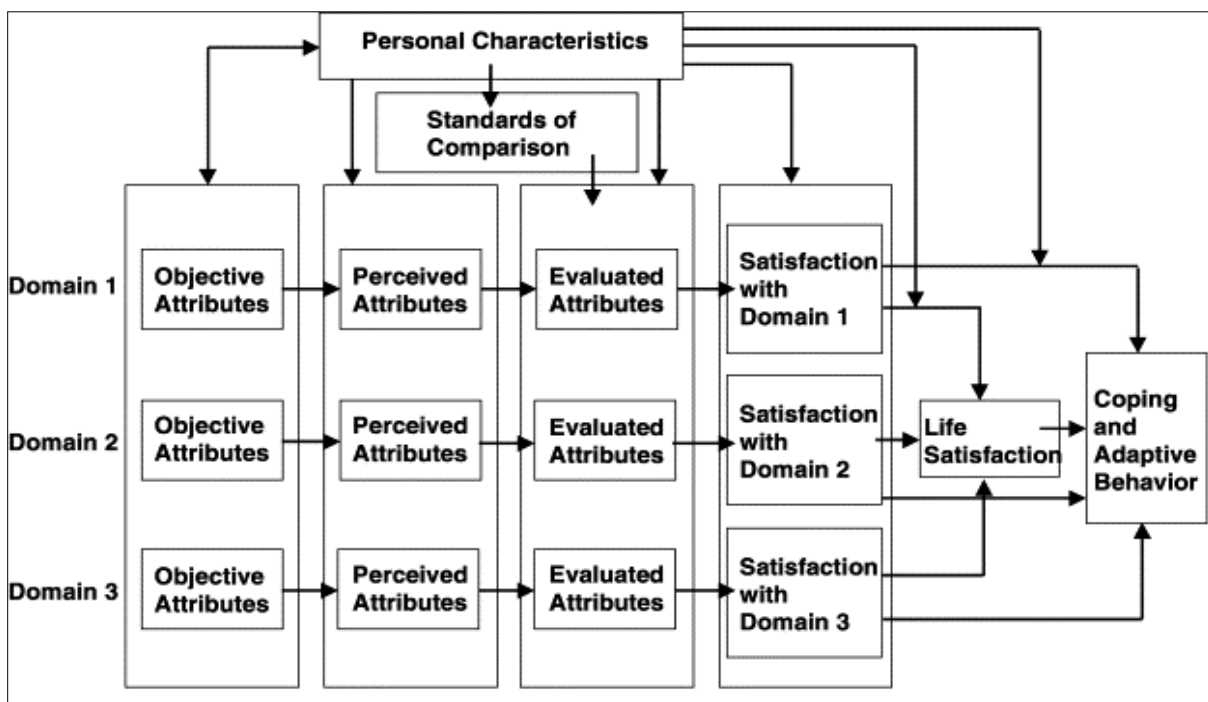 Personal Characteristics
Standards of
Comparison
Domain 1
Objective
Attributes
Perceived
Attributes
Evaluated
Attributes
Satisfaction
with
Domain 1
Domain 2
Objective
Attributes
Perceived
Attributes
Evaluated
Attributes
Satisfaction
with
Domain 2
Life
Satisfaction
Coping
and
Adaptive
Behavior
Domain 3
Objective
Attributes
Perceived
Attributes
Evaluated
Attributes
Satisfaction
with
Domain 3